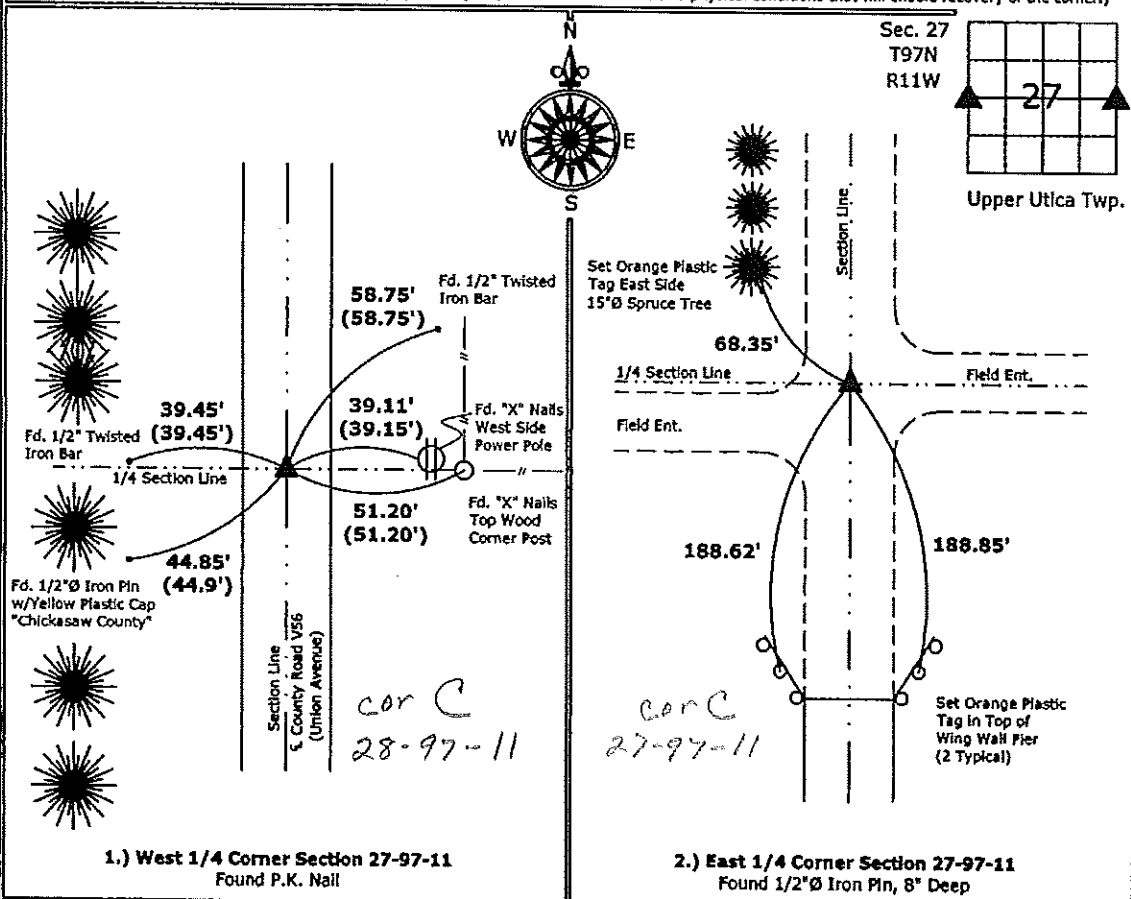 N
W
E
S
Sec. 27
T97N
R11W
27
Upper Utica Twp.
58.75'
(58.75')
Fd. 1/2" Twisted
Iron Bar
39.45'
(39.45')
Fd. 1/2" Twisted
Iron Bar
1/4 Section Line
39.11'
(39.15')
Fd. "X" Nails
West Side
Power Pole
51.20'
(51.20')
Fd. "X" Nails
Top Wood
Corner Post
44.85'
(44.9')
Fd. 1/2"Ø Iron Pin
w/Yellow Plastic Cap
"Chickasaw County"
Section Line
℄ County Road V56
(Union Avenue)
cor C
28-97-11
1.) West 1/4 Corner Section 27-97-11
Found P.K. Nail
Set Orange Plastic
Tag East Side
15"Ø Spruce Tree
Section Line
68.35'
1/4 Section Line
Field Ent.
Field Ent.
188.62'
188.85'
cor C
27-97-11
Set Orange Plastic
Tag in Top of
Wing Wall Pier
(2 Typical)
2.) East 1/4 Corner Section 27-97-11
Found 1/2"Ø Iron Pin, 8" Deep